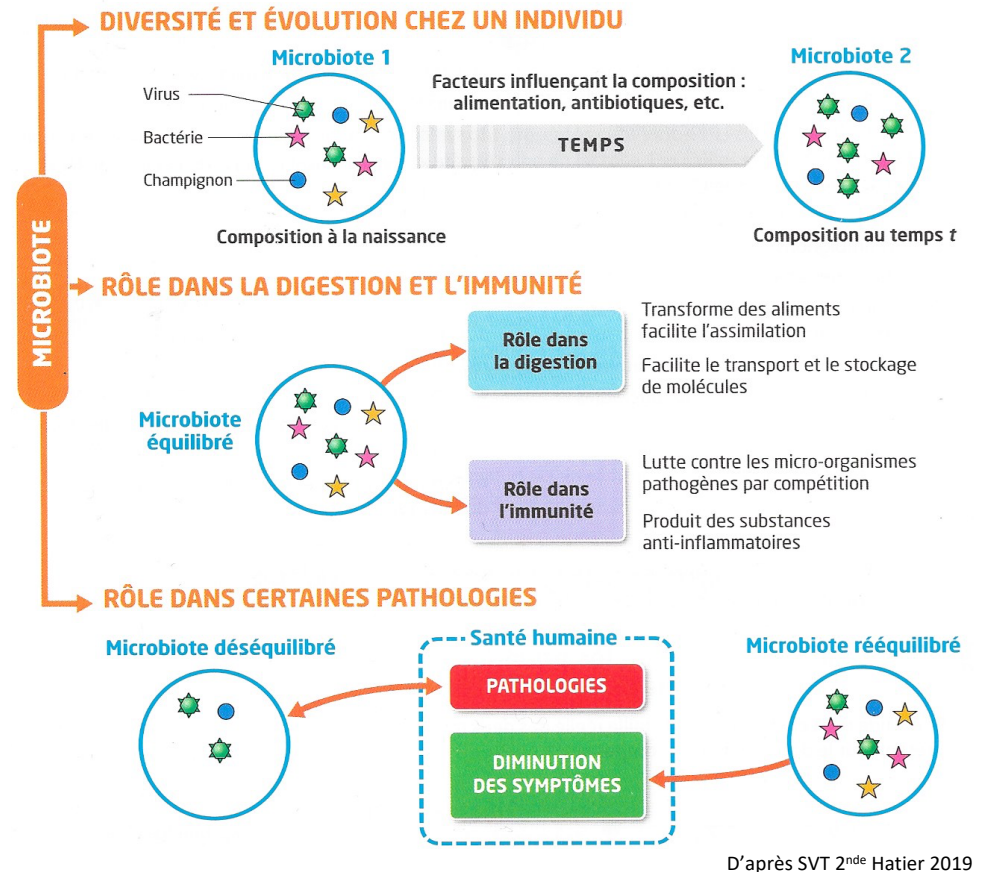 DIVERSITÉ ET ÉVOLUTION CHEZ UN INDIVIDU
Microbiote 1
Virus
Bactérie
Champignon
Composition à la naissance
Facteurs influençant la composition :
alimentation, antibiotiques, etc.
TEMPS
Microbiote 2
Composition au temps t
MICROBIOTE
RÔLE DANS LA DIGESTION ET L'IMMUNITÉ
Microbiote
équilibré
Rôle dans
la digestion
Transforme des aliments
facilite l'assimilation
Facilite le transport et le stockage
de molécules
Rôle dans
l'immunité
Lutte contre les micro-organismes
pathogènes par compétition
Produit des substances
anti-inflammatoires
RÔLE DANS CERTAINES PATHOLOGIES
Microbiote déséquilibré
Santé humaine
PATHOLOGIES
DIMINUTION
DES SYMPTÔMES
Microbiote rééquilibré
D'après SVT 2nde Hatier 2019